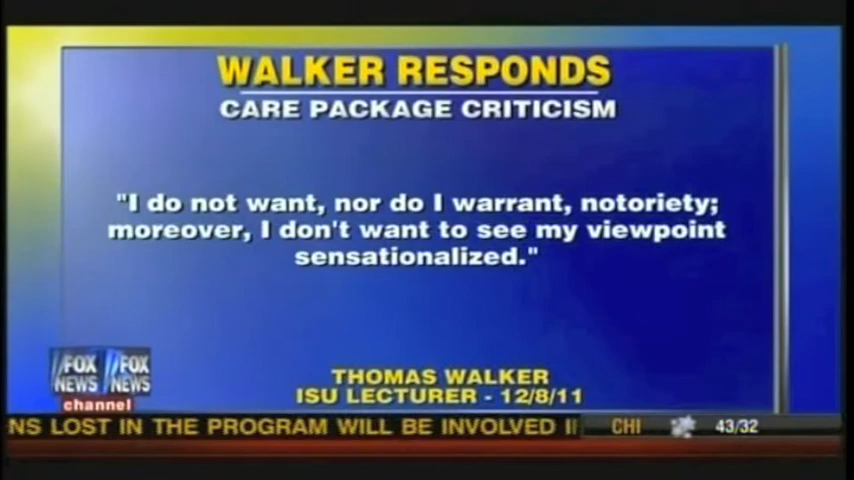 WALKER RESPONDS
CARE PACKAGE CRITICISM
"I do not want, nor do I warrant, notoriety;
moreover, I don't want to see my viewpoint
sensationalized."
FOX NEWS FOX NEWS
channel
THOMAS WALKER
ISU LECTURER - 12/8/11
NS LOST IN THE PROGRAM WILL BE INVOLVED CHI 43/32